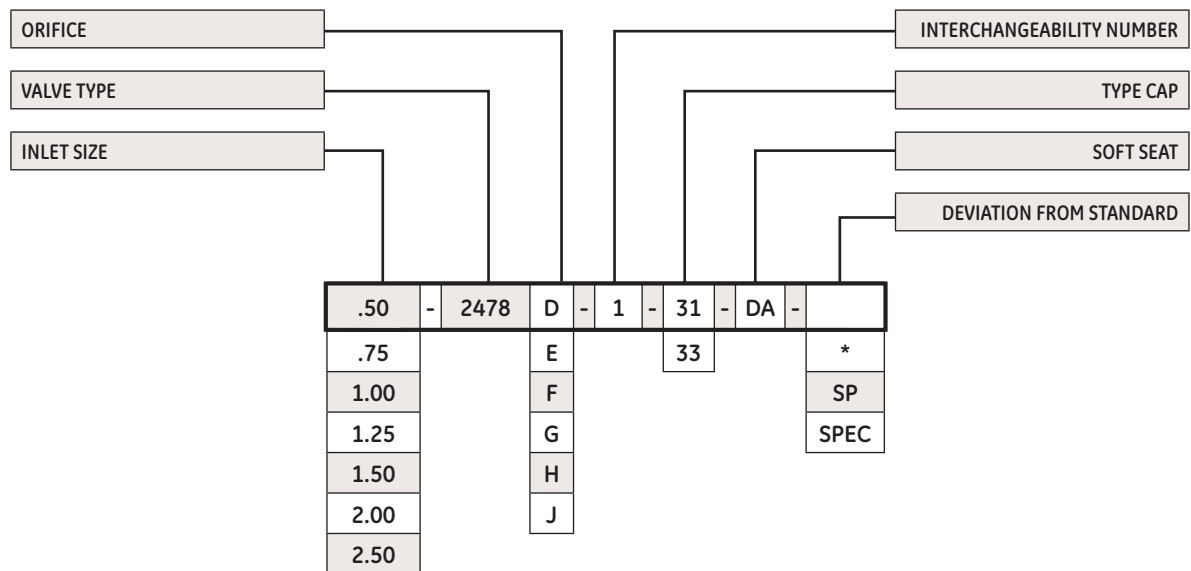 ORIFICE
INTERCHANGEABILITY NUMBER
VALVE TYPE
TYPE CAP
INLET SIZE
SOFT SEAT
DEVIATION FROM STANDARD
.50 - 2478 D - 1 - 31 - DA -
.75 E 33 *
1.00 F SP
1.25 G SPEC
1.50 H
2.00 J
2.50